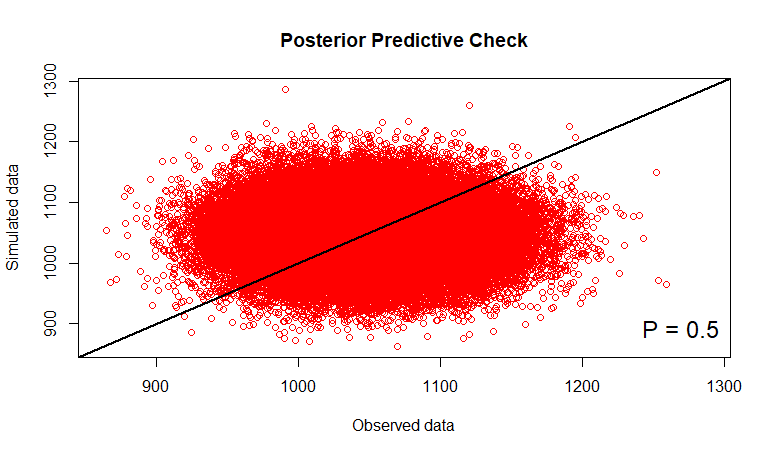 Posterior Predictive Check
1300
1200
1100
1000
900
Simulated data
P = 0.5
900 1000 1100 1200 1300
Observed data